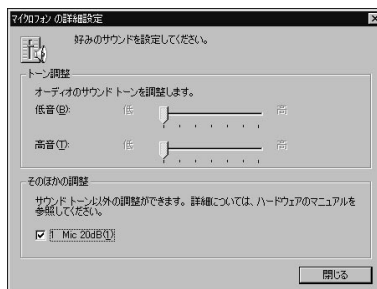 マイクロフォン の詳細設定
好みのサウンドを設定してください。
トーン調整
オーディオのサウンド トーンを調整します。
低音(B): 低 高
高音(T): 低 高
そのほかの調整
サウンド トーン以外の調整ができます。詳細については、ハードウェアのマニュアルを
参照してください。
1 Mic 20dB(1)
閉じる